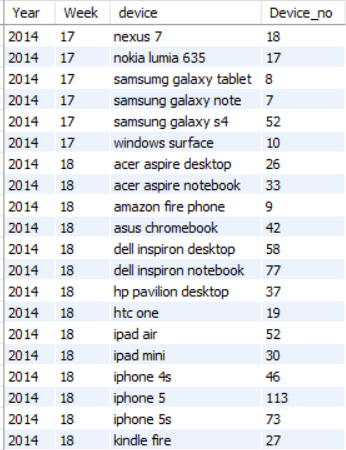 Year Week device Device_no
2014 17 nexus 7 18
2014 17 nokia lumia 635 17
2014 17 samsumg galaxy tablet 8
2014 17 samsung galaxy note 7
2014 17 samsung galaxy s4 52
2014 17 windows surface 10
2014 18 acer aspire desktop 26
2014 18 acer aspire notebook 33
2014 18 amazon fire phone 9
2014 18 asus chromebook 42
2014 18 dell inspiron desktop 58
2014 18 dell inspiron notebook 77
2014 18 hp pavilion desktop 37
2014 18 htc one 19
2014 18 ipad air 52
2014 18 ipad mini 30
2014 18 iphone 4s 46
2014 18 iphone 5 113
2014 18 iphone 5s 73
2014 18 kindle fire 27